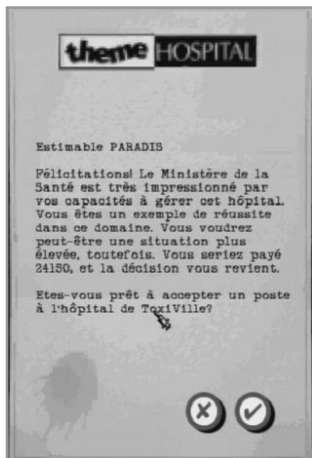 theme HOSPITAL
Estimable PARADIS
Félicitations! Le Ministère de la
Santé est très impressionné par
vos capacités à gérer cet hôpital.
Vous êtes un exemple de réussite
dans ce domaine. Vous voudrez
peut-être une situation plus
élevée, toutefois. Vous seriez payé
24150, et la décision vous revient.
Etes-vous prêt à accepter un poste
à l'hôpital de ToxiVille?